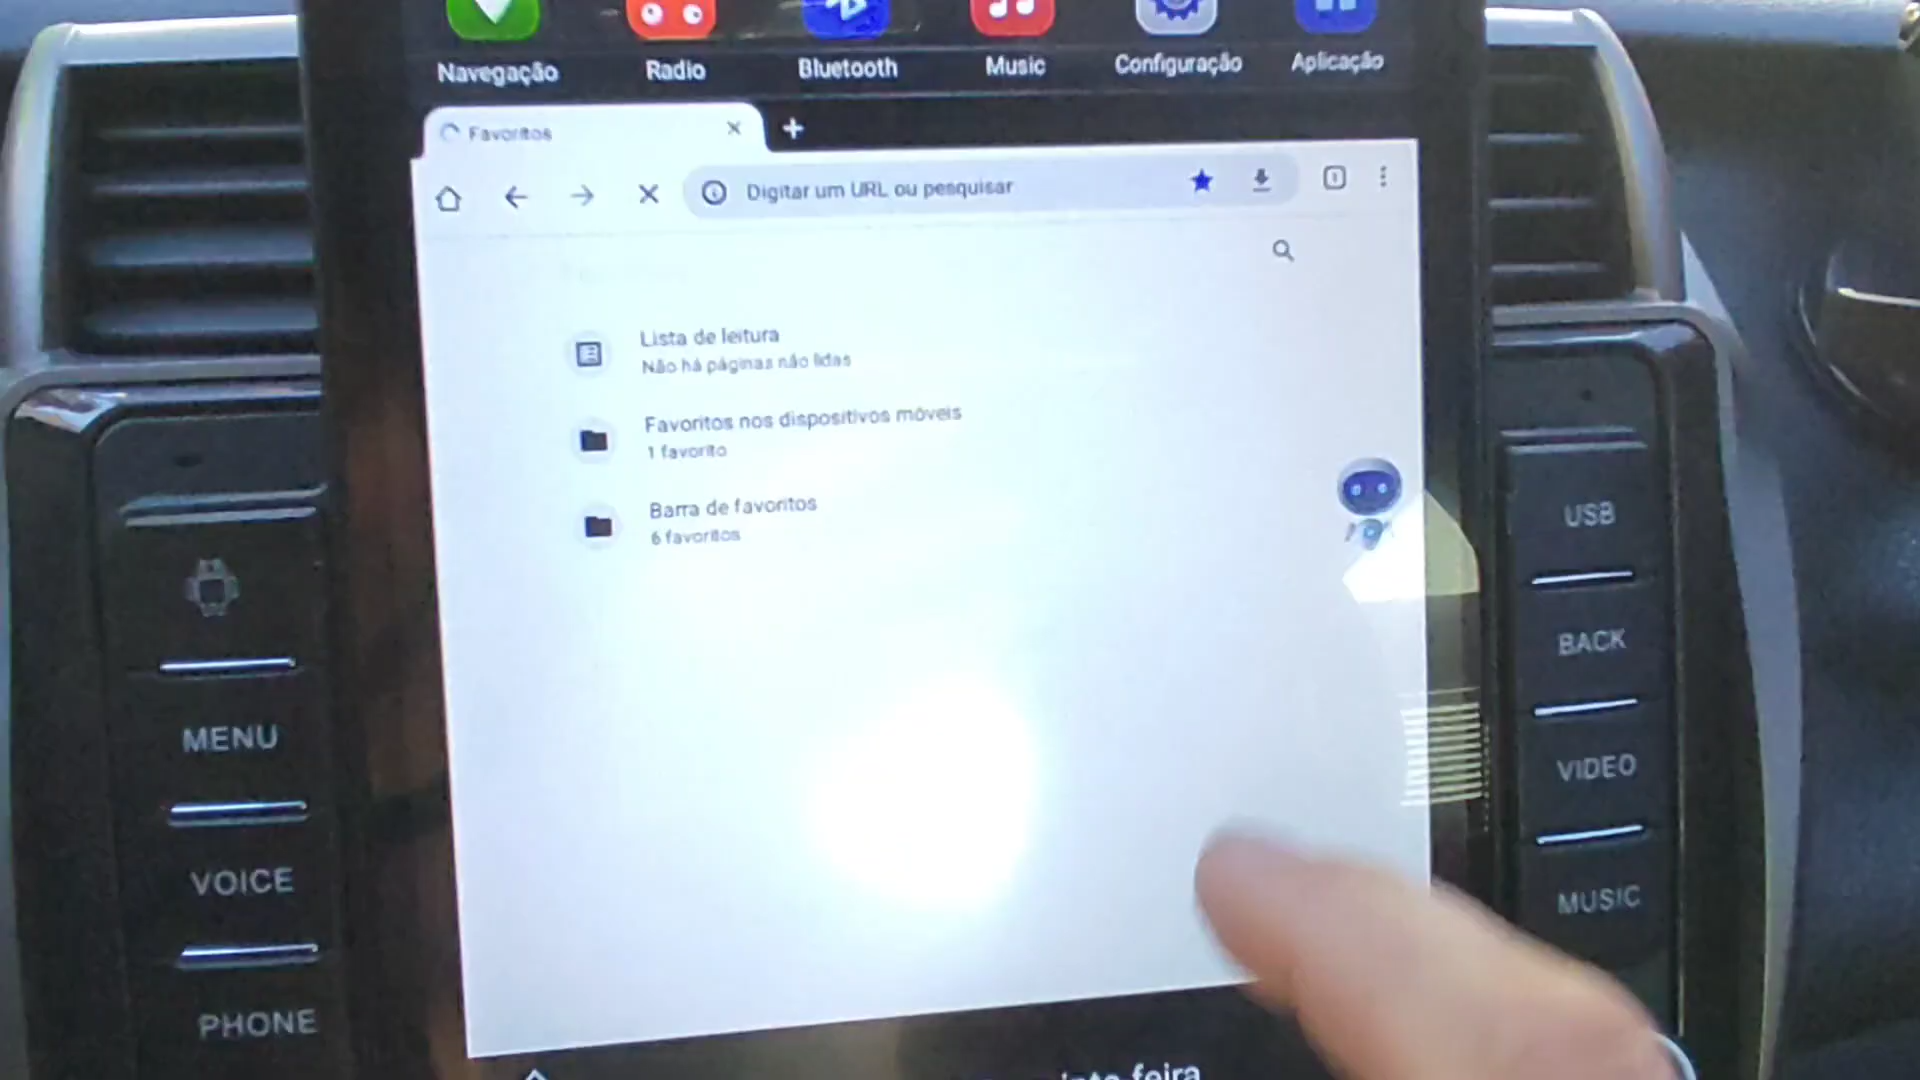 Navegação
Radio
Bluetooth
Music
Configuração
Aplicação
Favoritos
Digitar um URL ou pesquisar
Lista de leitura
Não há páginas não lidas
Favoritos nos dispositivos móveis
1 favorito
Barra de favoritos
6 favoritos
MENU
VOICE
PHONE
USB
BACK
VIDEO
MUSIC
feira